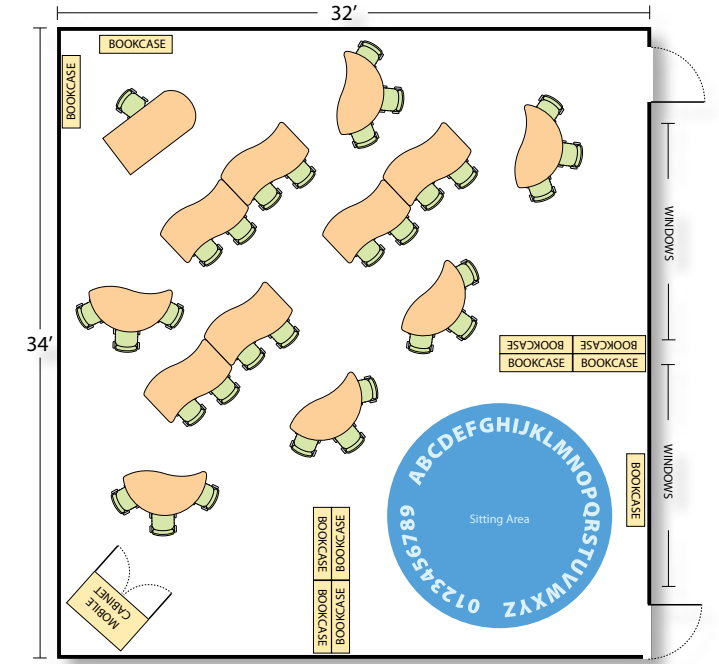 32’
BOOKCASE
BOOKCASE
WINDOWS
34’
BOOKCASE
BOOKCASE
BOOKCASE
BOOKCASE
ABCDEFGHIJKLMNOPQRSTUVWXYZ
0123456789
Sitting Area
BOOKCASE
WINDOWS
BOOKCASE
BOOKCASE
BOOKCASE
BOOKCASE
MOBILE
CABINET